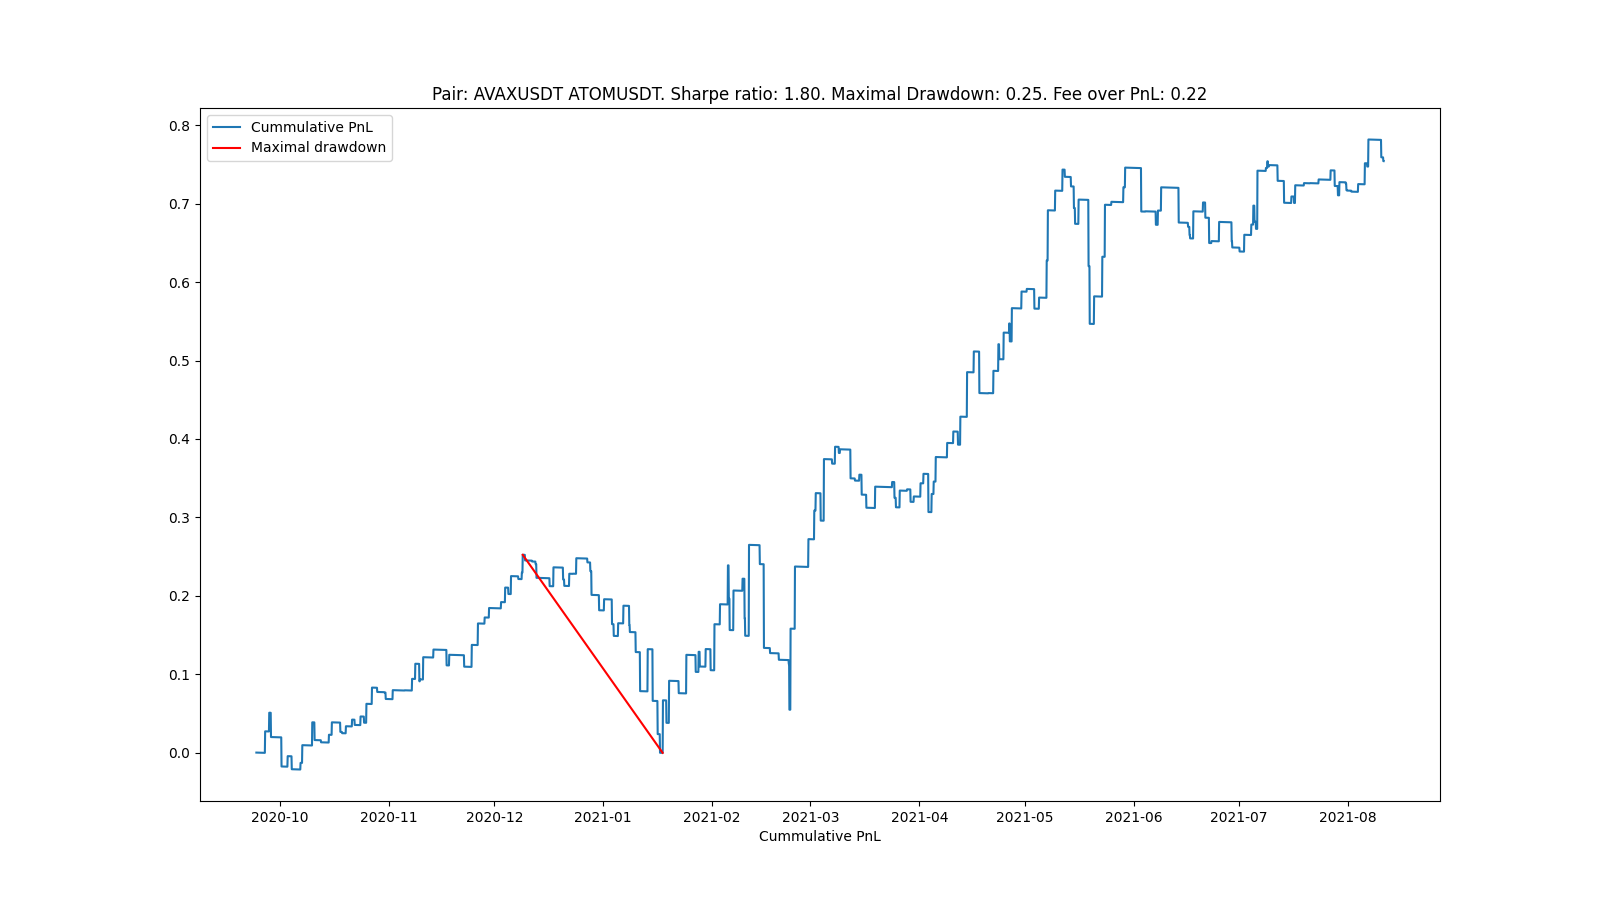 Pair: AVAXUSDT ATOMUSDT. Sharpe ratio: 1.80. Maximal Drawdown: 0.25. Fee over PnL: 0.22
Cummulative PnL
Maximal drawdown
0.8
0.7
0.6
0.5
0.4
0.3
0.2
0.1
0.0
2020-10 2020-11 2020-12 2021-01 2021-02 2021-03 2021-04 2021-05 2021-06 2021-07 2021-08
Cummulative PnL